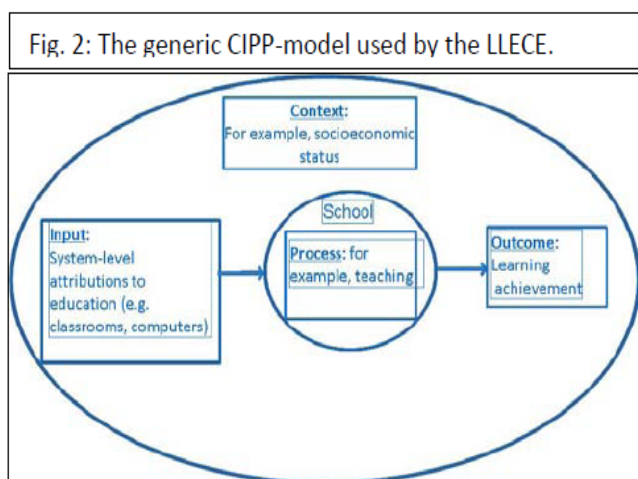 Fig. 2: The generic CIPP-model used by the LLECE.
Context:
For example, socioeconomic
status
School
Input:
System-level
attributions to
education (e.g.
classrooms, computers)
Process: for
example, teaching
Outcome:
Learning
achievement